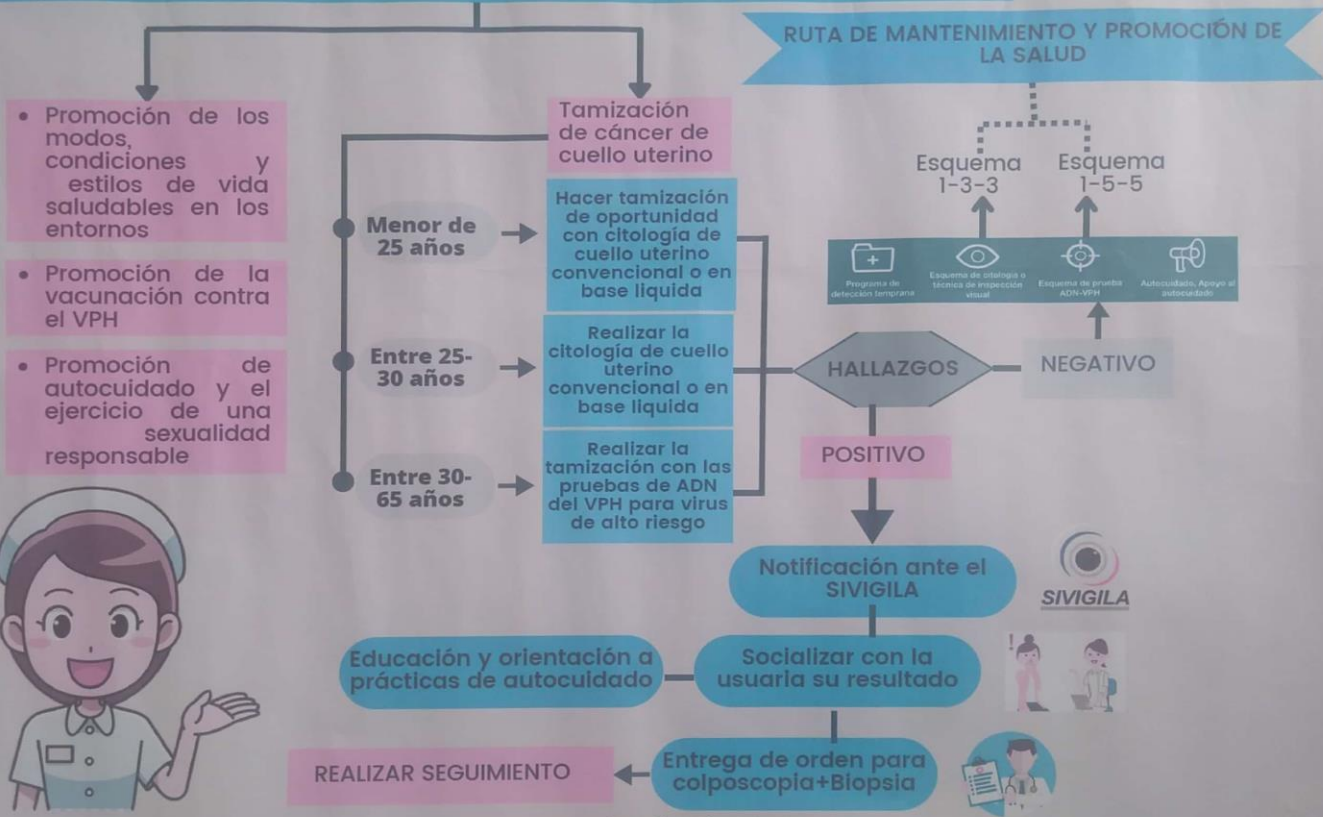 RUTA DE MANTENIMIENTO Y PROMOCIÓN DE
LA SALUD
• Promoción de los
modos,
condiciones y
estilos de vida
saludables en los
entornos
• Promoción de la
vacunación contra
el VPH
• Promoción de
autocuidado y el
ejercicio de una
sexualidad
responsable
Tamización
de cáncer de
cuello uterino
Menor de
25 años
Hacer tamización
de oportunidad
con citología de
cuello uterino
convencional o en
base liquida
Entre 25-
30 años
Realizar la
citología de cuello
uterino
convencional o en
base liquida
Entre 30-
65 años
Realizar la
tamización con las
pruebas de ADN
del VPH para virus
de alto riesgo
Esquema
1-3-3
Esquema
1-5-5
Programa de
detección temprana
Esquema de citología o
técnica de inspección
visual
Esquema de prueba
ADN-VPH
Autocuidado, Apoyo al
autocuidado
HALLAZGOS
NEGATIVO
POSITIVO
Notificación ante el
SIVIGILA
SIVIGILA
Educación y orientación a
prácticas de autocuidado
Socializar con la
usuaria su resultado
!
Entrega de orden para
colposcopia+Biopsia
REALIZAR SEGUIMIENTO